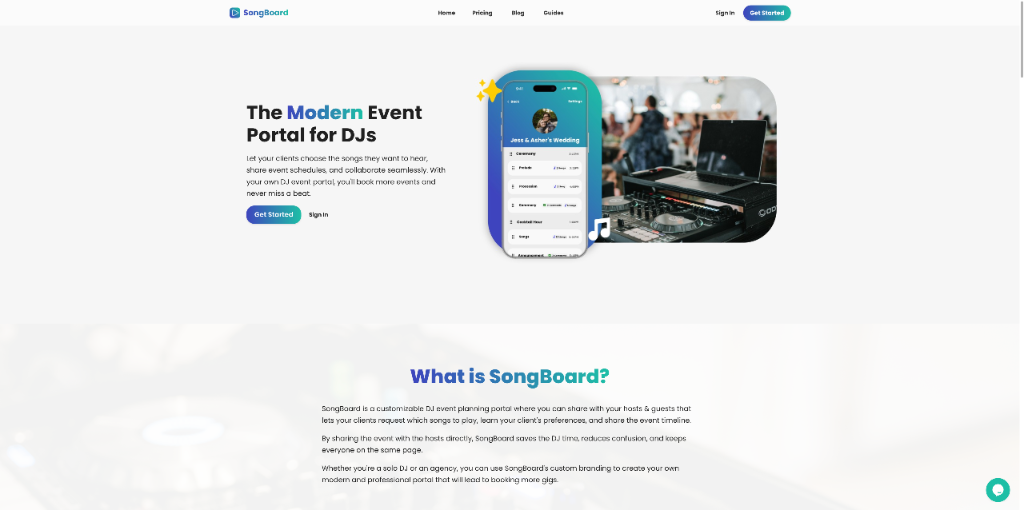 SongBoard
Home
Pricing
Blog
Guides
Sign In
Get Started
The Modern Event
Portal for DJs
Let your clients choose the songs they want to hear,
share event schedules, and collaborate seamlessly. With
your own DJ event portal, you'll book more events and
never miss a beat.
Get Started
Sign In
Jess & Asher's Wedding
Ceremony
Prelude
Procession
Ceremony
Cocktail Hour
Songs
What is SongBoard?
SongBoard is a customizable DJ event planning portal where you can share with your hosts & guests that
lets your clients request which songs to play, learn your client's preferences, and share the event timeline.
By sharing the event with the hosts directly, SongBoard saves the DJ time, reduces confusion, and keeps
everyone on the same page.
Whether you're a solo DJ or an agency, you can use SongBoard's custom branding to create your own
modern and professional portal that will lead to booking more gigs.